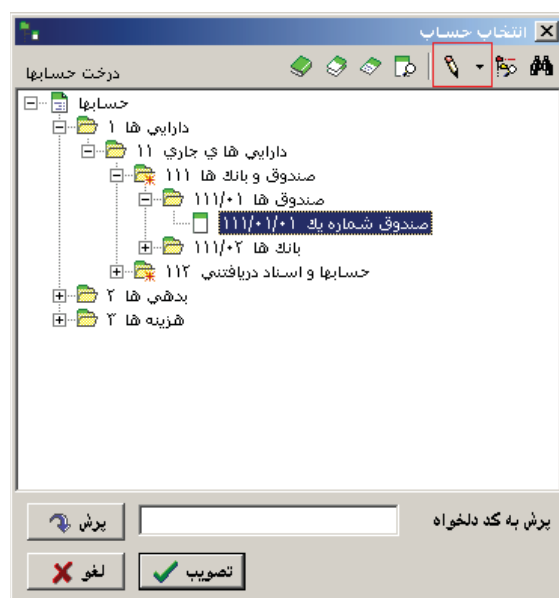 انتخاب حساب
درخت حسابها
حسابها
دارايي ها ۱
دارايي ها ي جاري ۱۱
صندوق و بانك ها ۱۱۱
صندوق ها ۱۱۱/۰۱
صندوق شماره يك ۱۱۱/۰۱/۰۱
بانك ها ۱۱۱/۰۲
حسابها و اسناد دريافتني ۱۱۲
بدهي ها ۲
هزينه ها ۳
پرش به كد دلخواه
پرش
تصويب
لغو